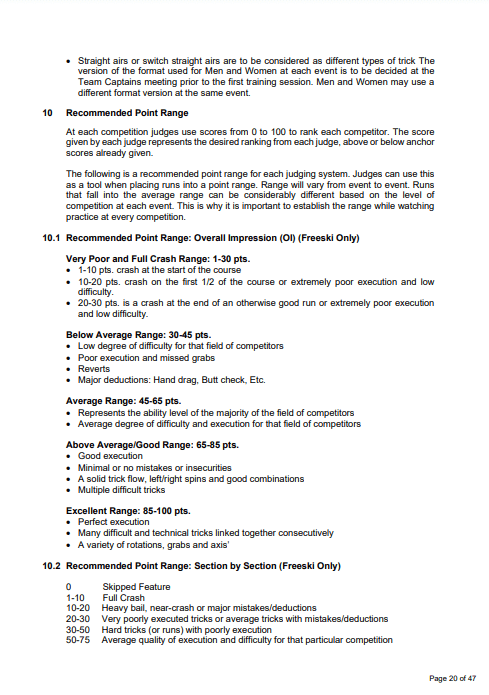 • Straight airs or switch straight airs are to be considered as different types of trick The
version of the format used for Men and Women at each event is to be decided at the
Team Captains meeting prior to the first training session. Men and Women may use a
different format version at the same event.
10 Recommended Point Range
At each competition judges use scores from 0 to 100 to rank each competitor. The score
given by each judge represents the desired ranking from each judge, above or below anchor
scores already given.
The following is a recommended point range for each judging system. Judges can use this
as a tool when placing runs into a point range. Range will vary from event to event. Runs
that fall into the average range can be considerably different based on the level of
competition at each event. This is why it is important to establish the range while watching
practice at every competition.
10.1 Recommended Point Range: Overall Impression (OI) (Freeski Only)
Very Poor and Full Crash Range: 1-30 pts.
• 1-10 pts. crash at the start of the course
• 10-20 pts. crash on the first 1/2 of the course or extremely poor execution and low
difficulty.
• 20-30 pts. is a crash at the end of an otherwise good run or extremely poor execution
and low difficulty.
Below Average Range: 30-45 pts.
• Low degree of difficulty for that field of competitors
• Poor execution and missed grabs
• Reverts
• Major deductions: Hand drag, Butt check, Etc.
Average Range: 45-65 pts.
• Represents the ability level of the majority of the field of competitors
• Average degree of difficulty and execution for that field of competitors
Above Average/Good Range: 65-85 pts.
• Good execution
• Minimal or no mistakes or insecurities
• A solid trick flow, left/right spins and good combinations
• Multiple difficult tricks
Excellent Range: 85-100 pts.
• Perfect execution
• Many difficult and technical tricks linked together consecutively
• A variety of rotations, grabs and axis'
10.2 Recommended Point Range: Section by Section (Freeski Only)
0 Skipped Feature
1-10 Full Crash
10-20 Heavy bail, near-crash or major mistakes/deductions
20-30 Very poorly executed tricks or average tricks with mistakes/deductions
30-50 Hard tricks (or runs) with poorly execution
50-75 Average quality of execution and difficulty for that particular competition
Page 20 of 47